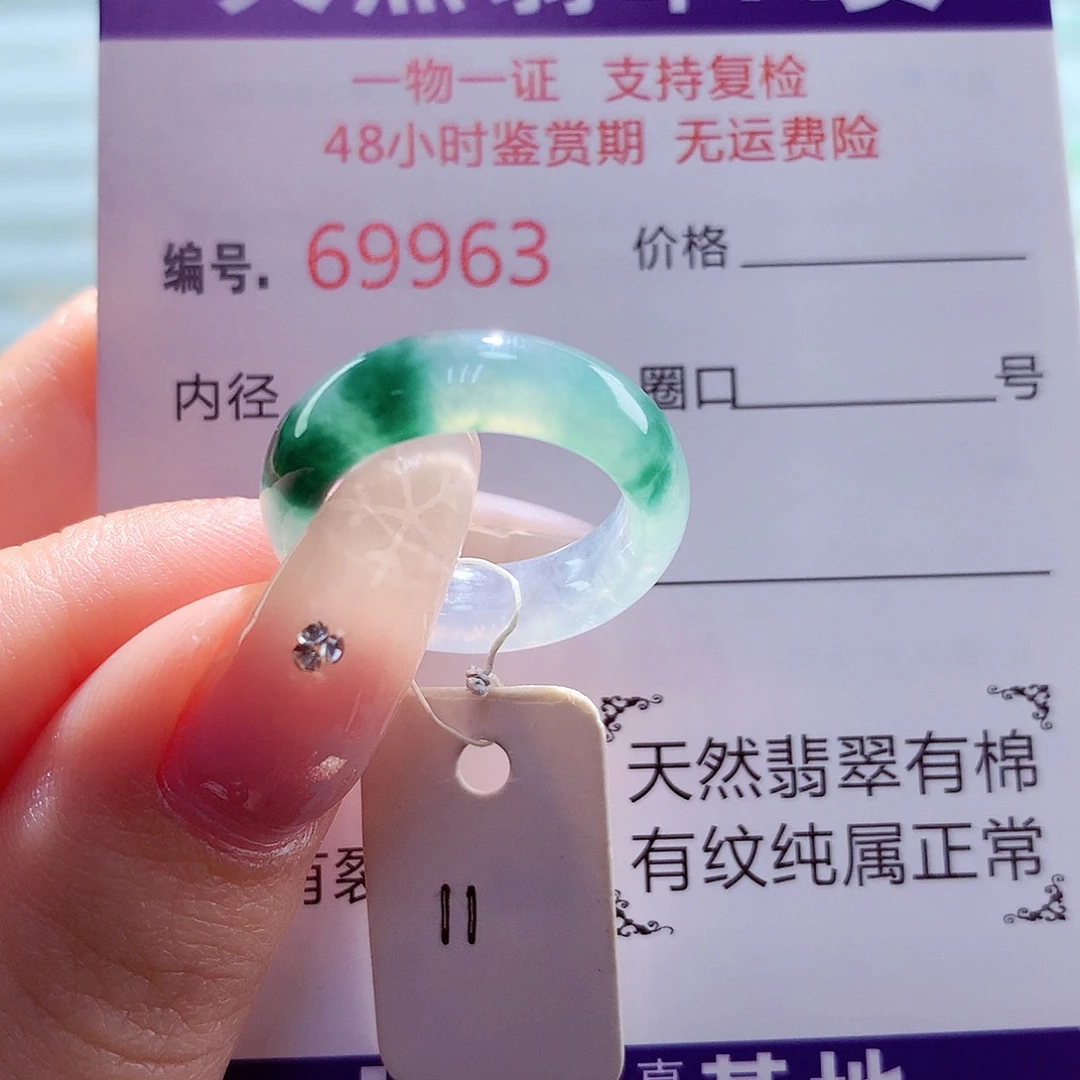 一物一证 支持复检
48小时鉴赏期 无运费险
编号. 69963 价格
内径 圈口 号
天然翡翠有棉
有纹纯属正常
有裂
11